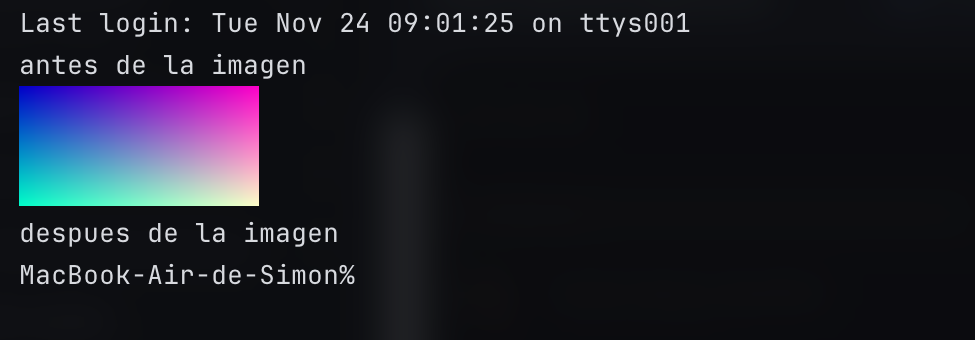 Last login: Tue Nov 24 09:01:25 on ttys001
antes de la imagen
despues de la imagen
MacBook-Air-de-Simon%